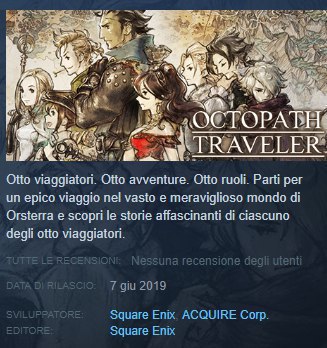 OCTOPATH
TRAVELER
Otto viaggiatori. Otto avventure. Otto ruoli. Parti per
un epico viaggio nel vasto e meraviglioso mondo di
Orsterra e scopri le storie affascinanti di ciascuno
degli otto viaggiatori.
TUTTE LE RECENSIONI: Nessuna recensione degli utenti
DATA DI RILASCIO: 7 giu 2019
SVILUPPATORE: Square Enix, ACQUIRE Corp.
EDITORE: Square Enix